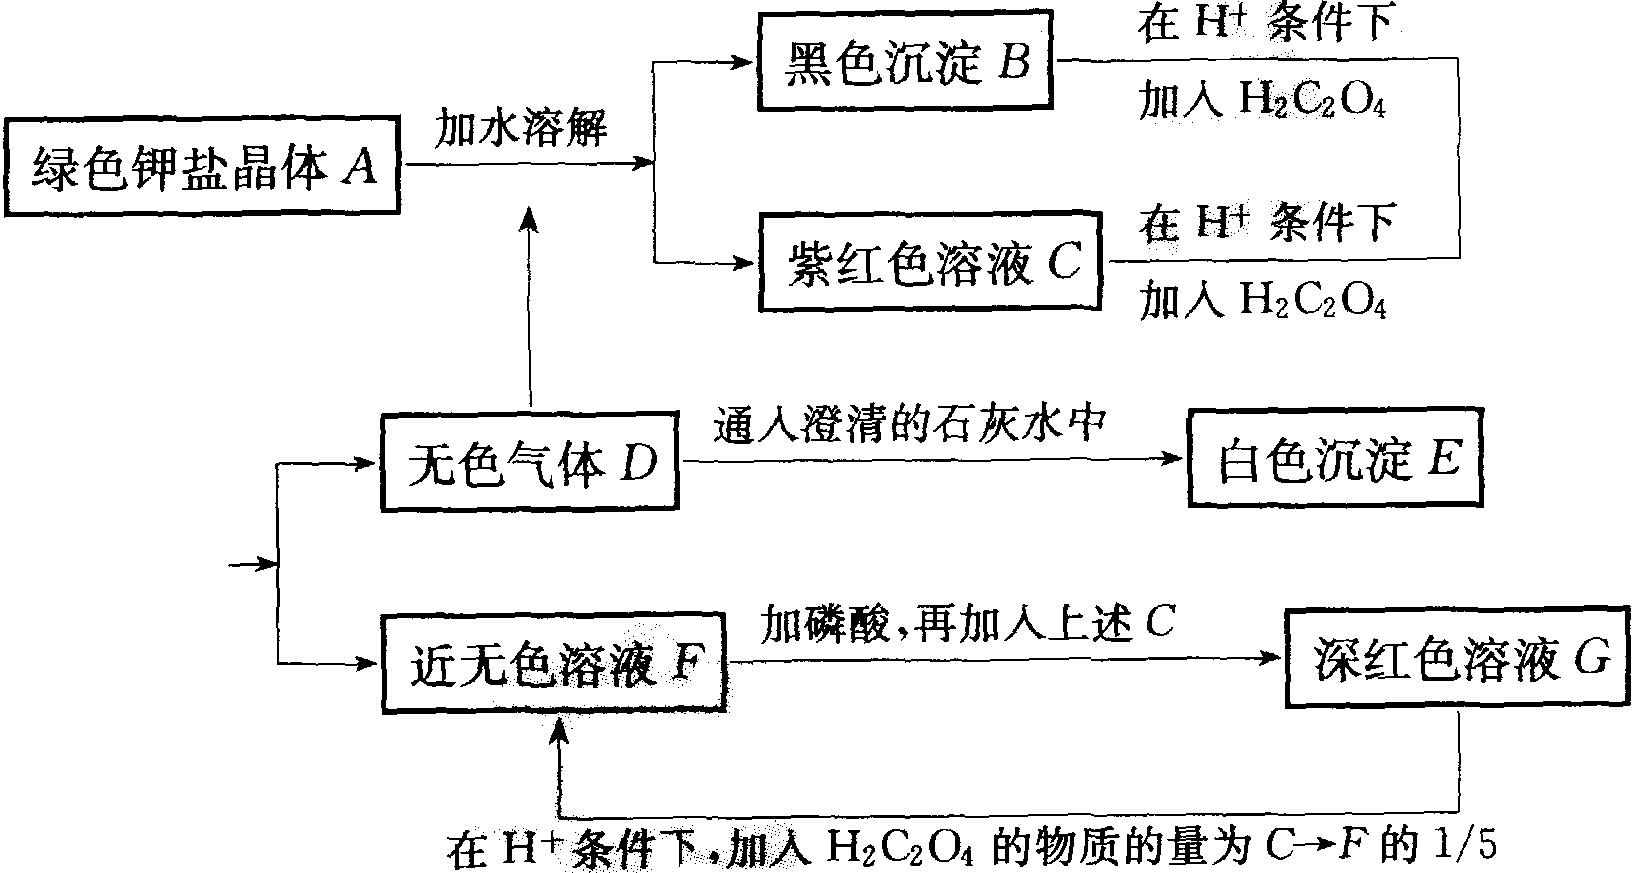 在 H⁺ 条件下
黑色沉淀 B
加入 H₂C₂O₄
加水溶解
绿色钾盐晶体 A
在 H⁺ 条件下
紫红色溶液 C
加入 H₂C₂O₄
通入澄清的石灰水中
无色气体 D
白色沉淀 E
加磷酸,再加入上述 C
近无色溶液 F
深红色溶液 G
在 H⁺ 条件下,加入 H₂C₂O₄ 的物质的量为 C→F 的 1/5